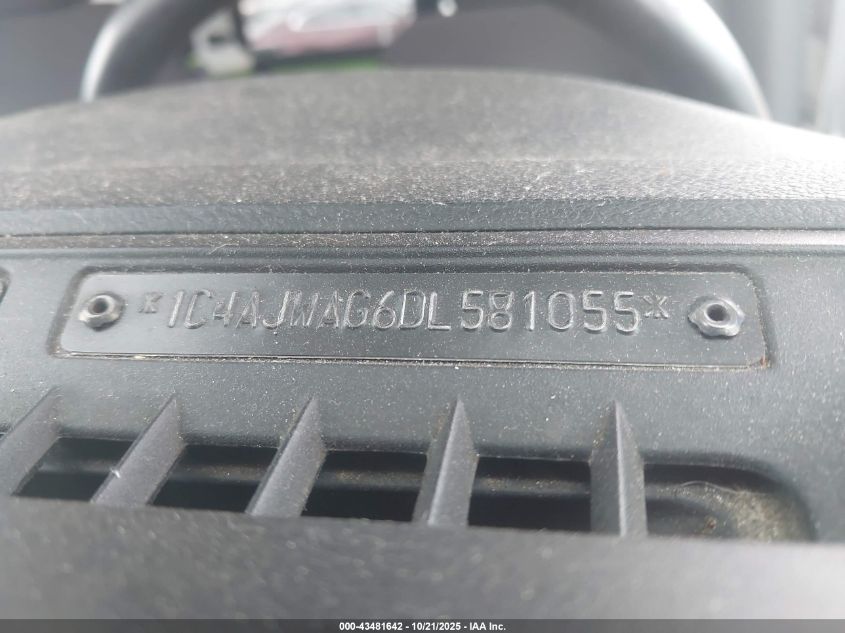 *1C4AJWAG6DL581055*
000-43481642 • 10/21/2025 • IAA Inc.